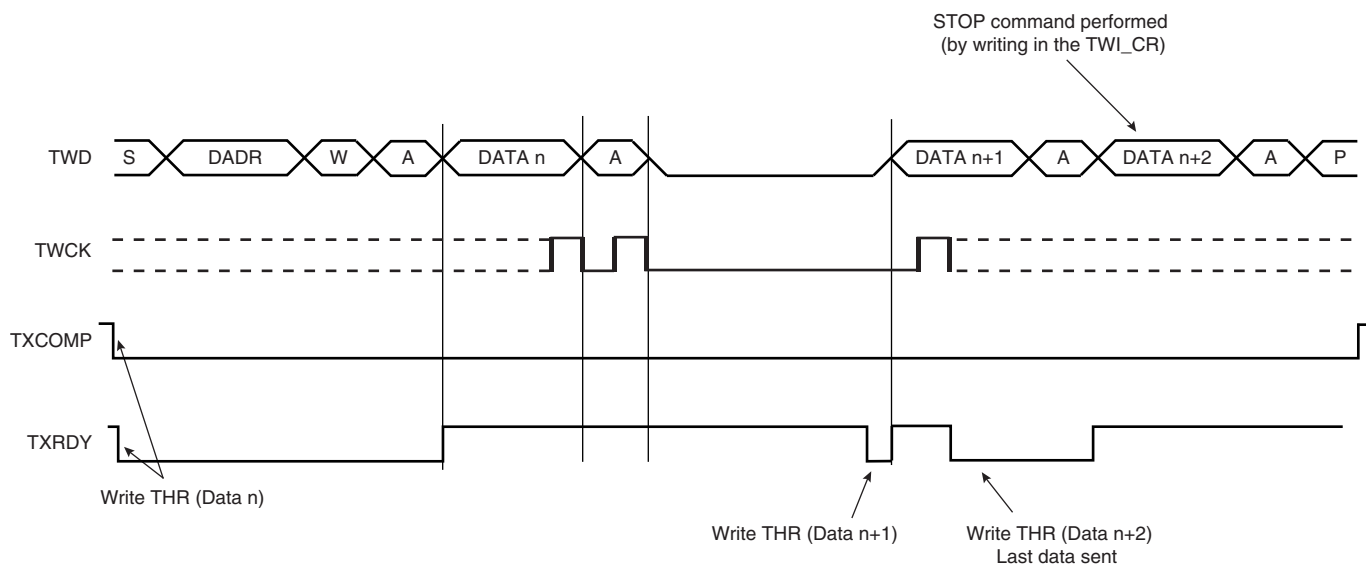 STOP command performed
(by writing in the TWI_CR)
TWD S DADR W A DATA n A DATA n+1 A DATA n+2 A P
TWCK
TXCOMP
TXRDY
Write THR (Data n)
Write THR (Data n+1) Write THR (Data n+2)
Last data sent